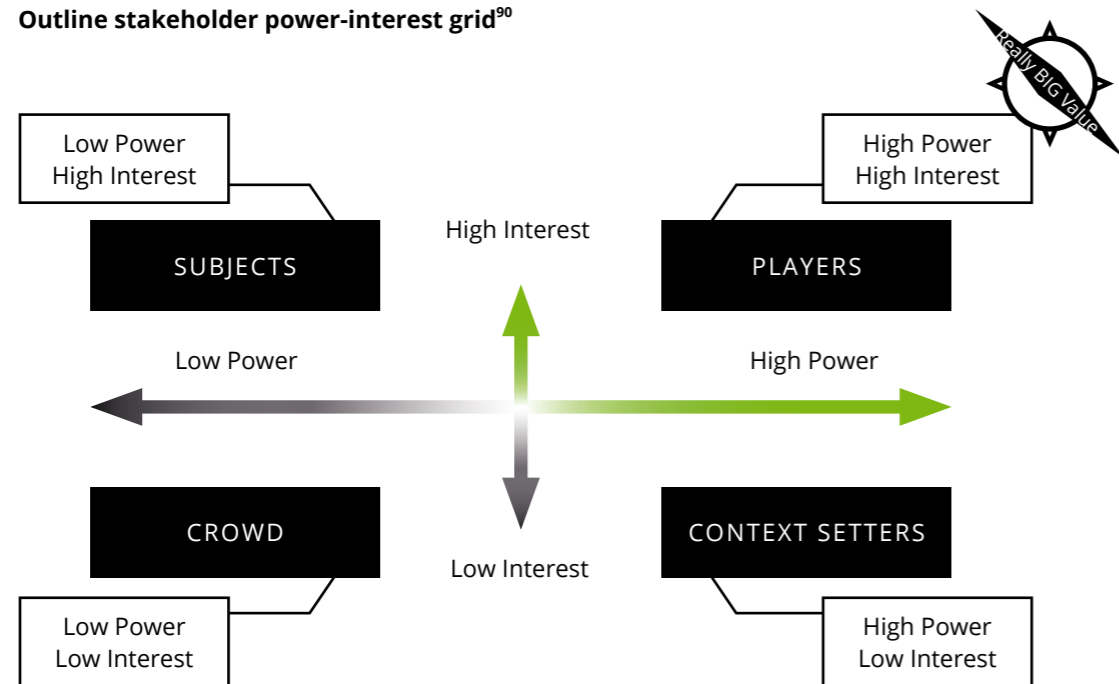 Outline stakeholder power-interest grid⁹⁰
Really BIG Value
Low Power
High Interest
High Power
High Interest
High Interest
SUBJECTS
PLAYERS
Low Power
High Power
CROWD
CONTEXT SETTERS
Low Interest
Low Power
Low Interest
High Power
Low Interest